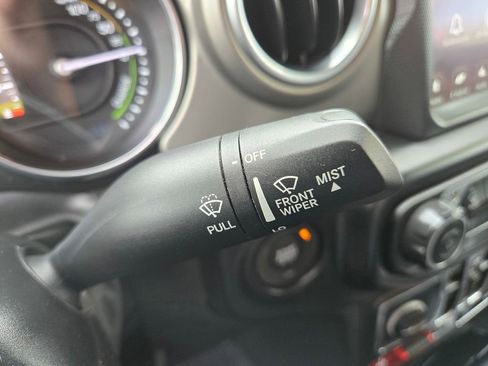 OFF
MIST
FRONT
WIPER
PULL
LO